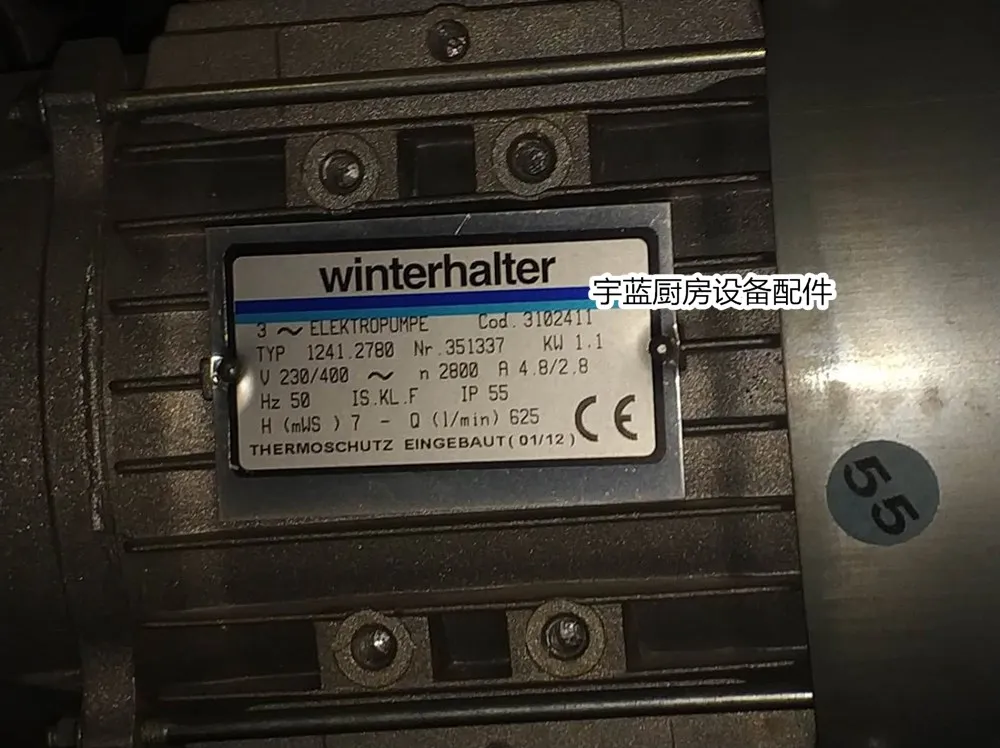 winterhalter
宇蓝厨房设备配件
3 ~ ELEKTROPUMPE Cod. 3102411
TYP 1241.2780 Nr. 351337 KW 1.1
V 230/400 ~ n 2800 A 4.8/2.8
Hz 50 IS.KL.F IP 55
H (mWS ) 7 - Q (l/min) 625
CE
THERMOSCHUTZ EINGEBAUT ( 01/12 )
55